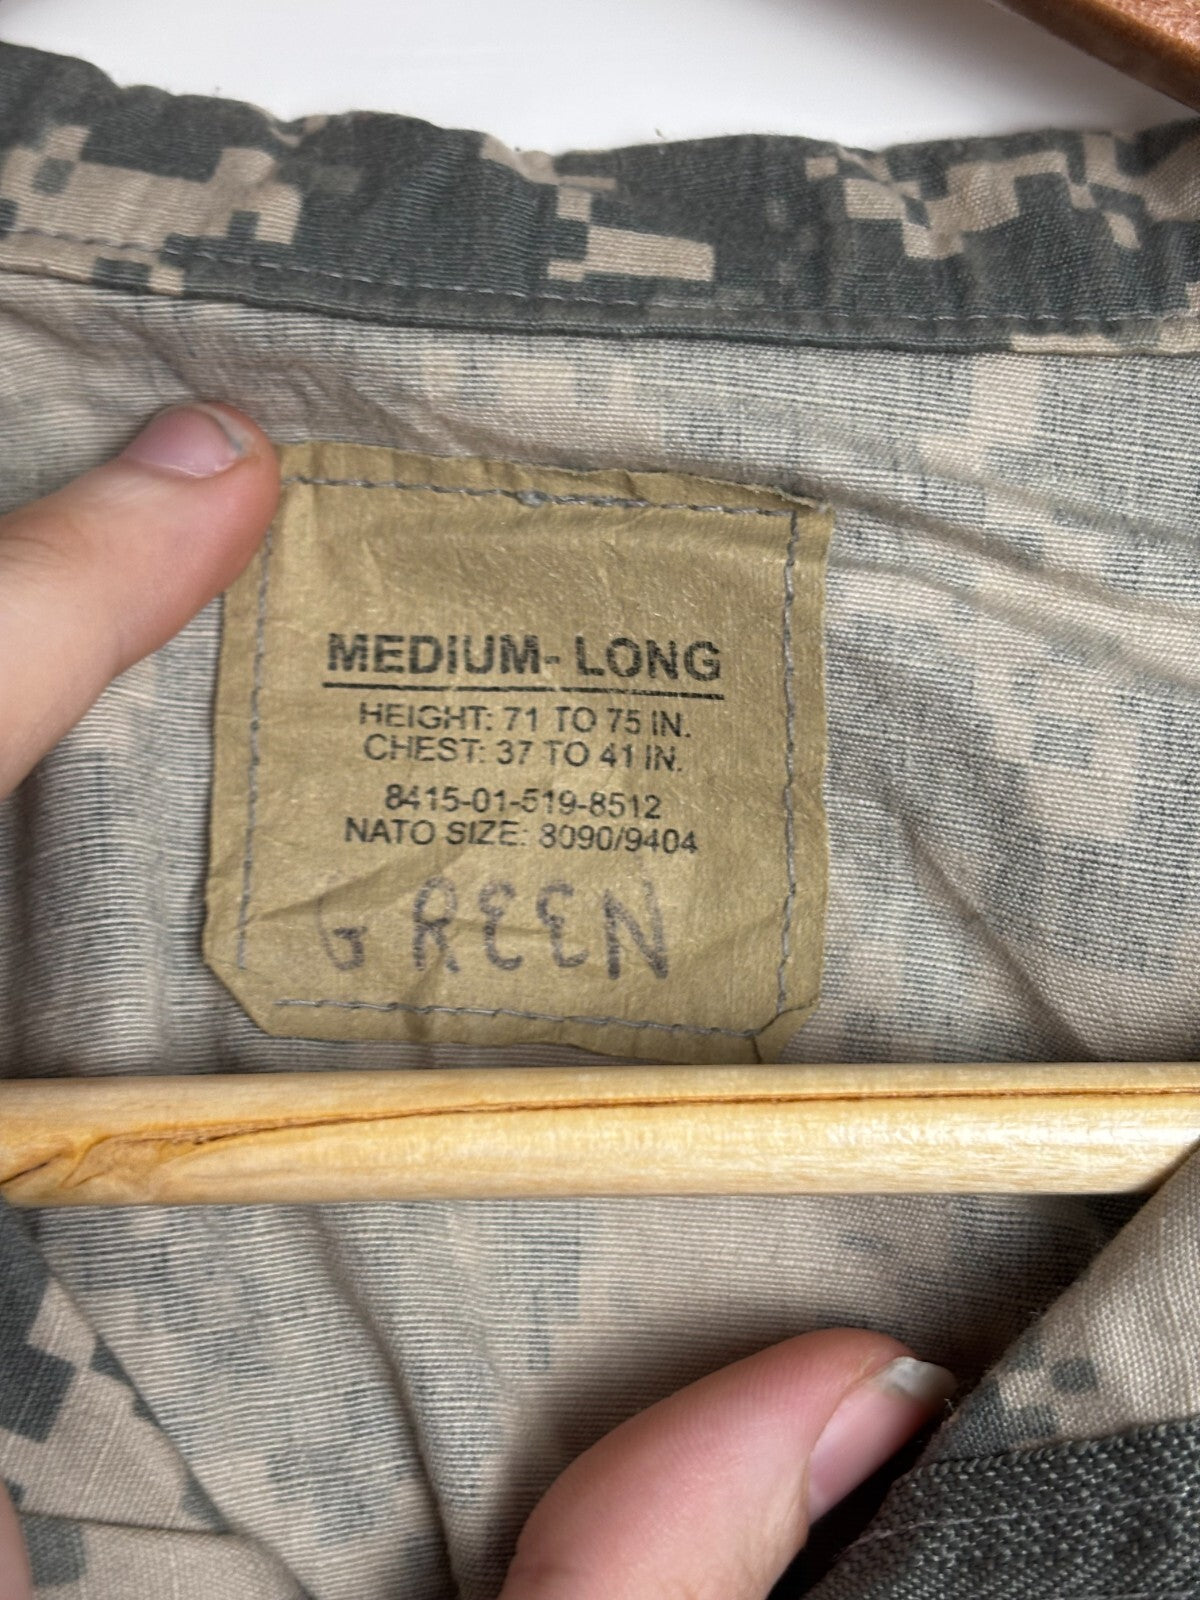 MEDIUM- LONG
HEIGHT: 71 TO 75 IN.
CHEST: 37 TO 41 IN.
8415-01-519-8512
NATO SIZE: 8090/9404
GREEN